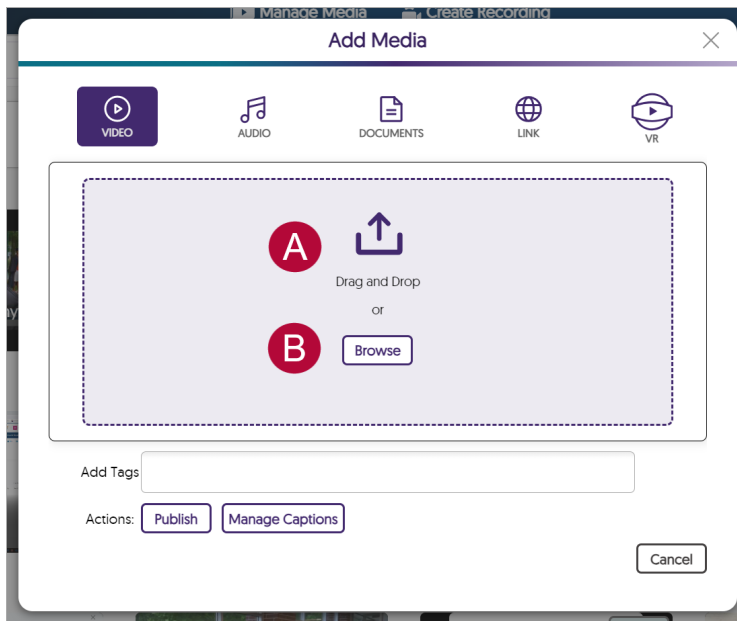 Manage Media Create Recording
Add Media
VIDEO AUDIO DOCUMENTS LINK VR
A
Drag and Drop
or
B Browse
Add Tags
Actions: Publish Manage Captions
Cancel